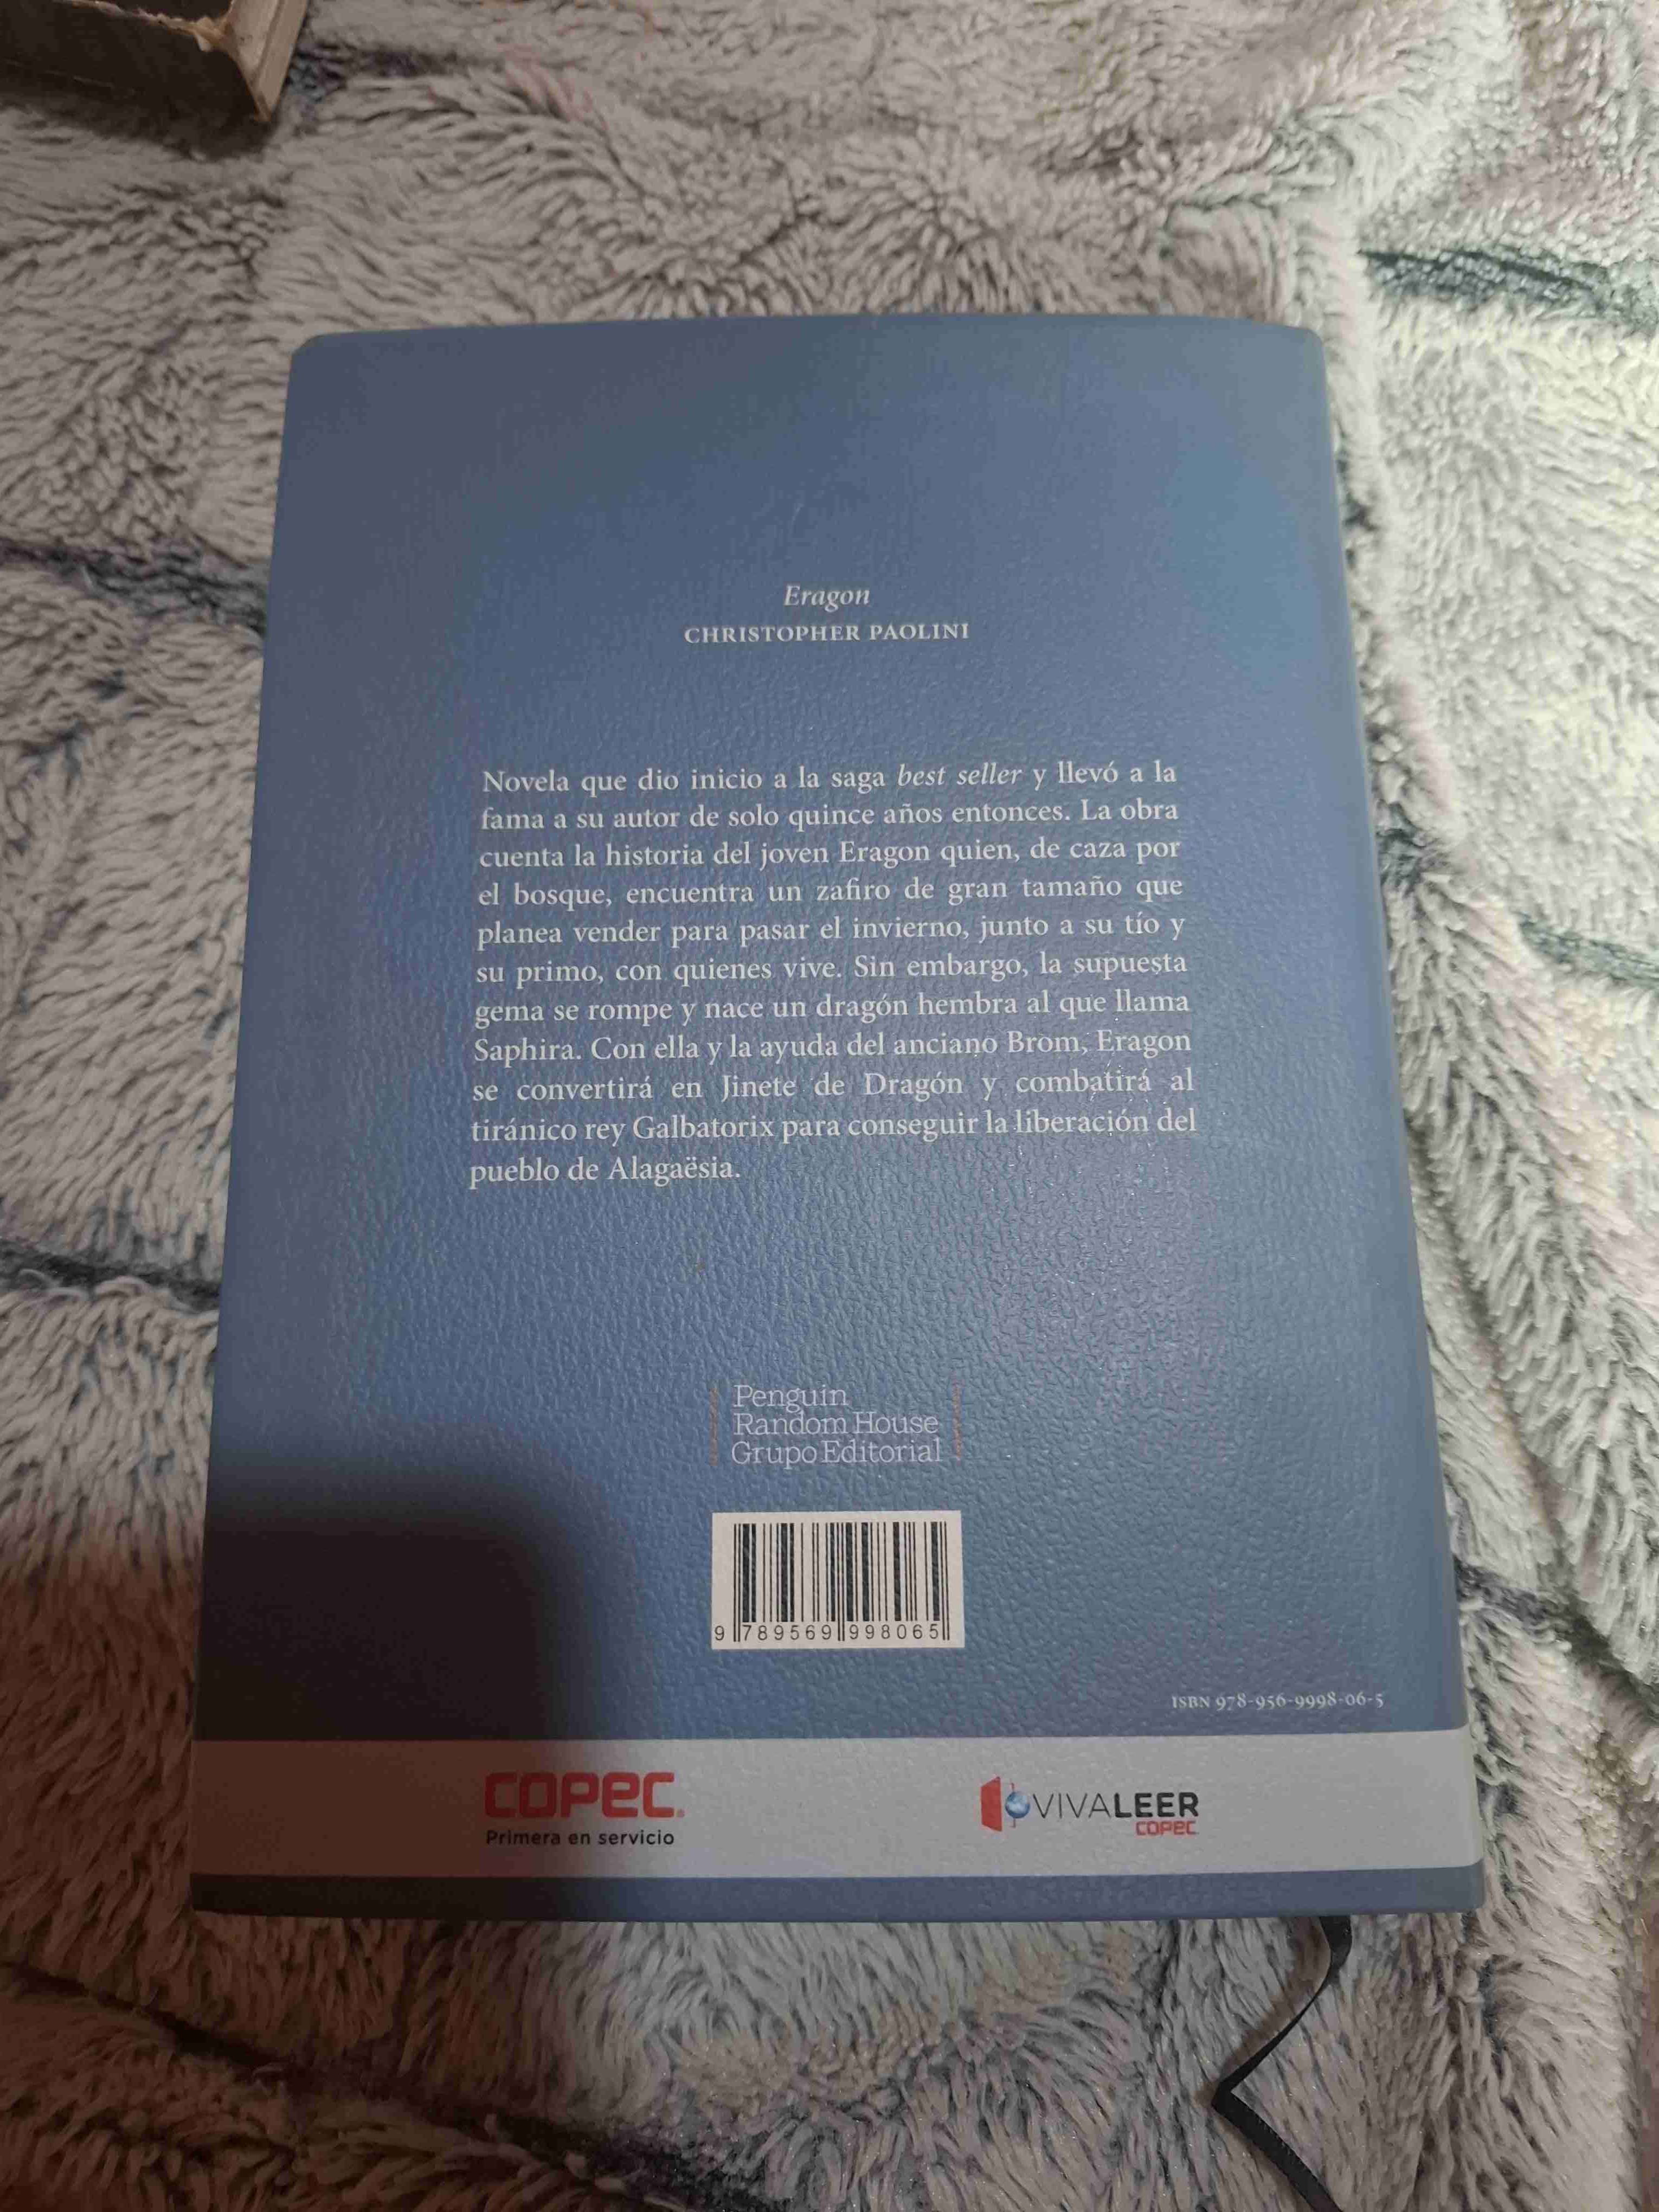 Eragon
CHRISTOPHER PAOLINI
Novela que dio inicio a la saga best seller y llevó a la
fama a su autor de solo quince años entonces. La obra
cuenta la historia del joven Eragon quien, de caza por
el bosque, encuentra un zafiro de gran tamaño que
planea vender para pasar el invierno, junto a su tío y
su primo, con quienes vive. Sin embargo, la supuesta
gema se rompe y nace un dragón hembra al que llama
Saphira. Con ella y la ayuda del anciano Brom, Eragon
se convertirá en Jinete de Dragón y combatirá al
tiránico rey Galbatorix para conseguir la liberación del
pueblo de Alagaësia.
Penguin
Random House
Grupo Editorial
9 789569 998065
ISBN 978-956-9998-06-5
COPEC
Primera en servicio
VIVALEER
COPEC